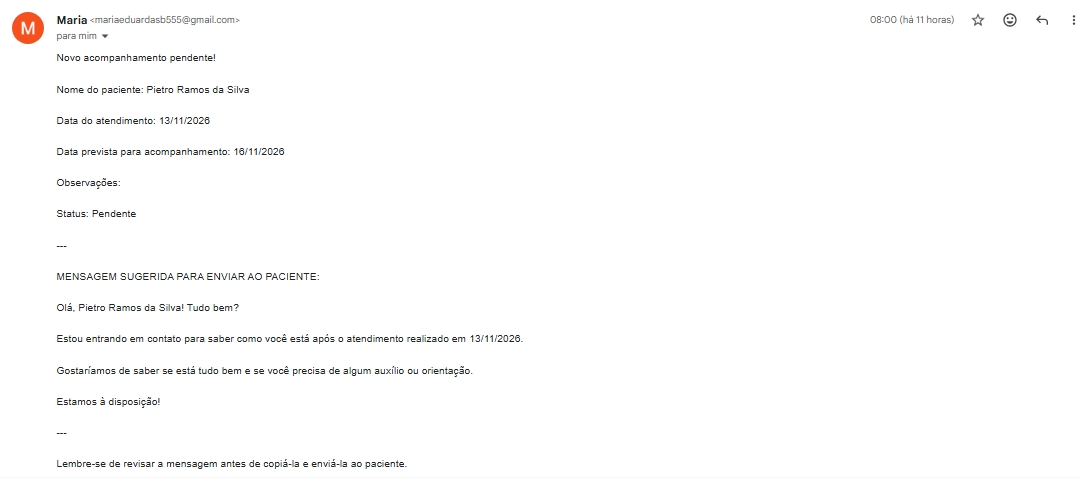 M
Maria <mariaeduardasb555@gmail.com>
08:00 (há 11 horas)
para mim
Novo acompanhamento pendente!
Nome do paciente: Pietro Ramos da Silva
Data do atendimento: 13/11/2026
Data prevista para acompanhamento: 16/11/2026
Observações:
Status: Pendente
---
MENSAGEM SUGERIDA PARA ENVIAR AO PACIENTE:
Olá, Pietro Ramos da Silva! Tudo bem?
Estou entrando em contato para saber como você está após o atendimento realizado em 13/11/2026.
Gostaríamos de saber se está tudo bem e se você precisa de algum auxílio ou orientação.
Estamos à disposição!
---
Lembre-se de revisar a mensagem antes de copiá-la e enviá-la ao paciente.